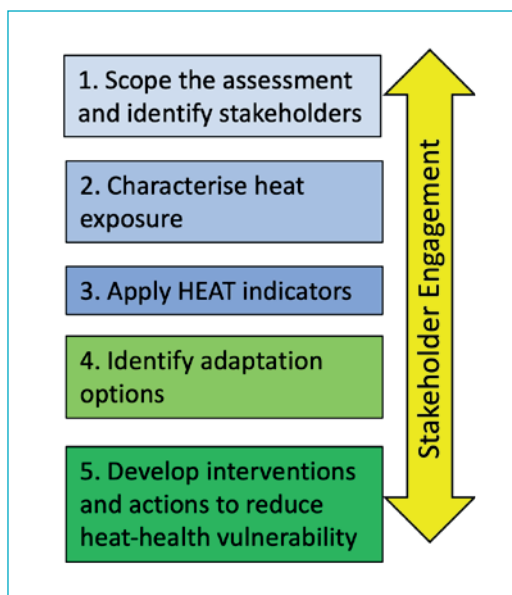 1. Scope the assessment
and identify stakeholders
2. Characterise heat
exposure
3. Apply HEAT indicators
4. Identify adaptation
options
5. Develop interventions
and actions to reduce
heat-health vulnerability
Stakeholder Engagement